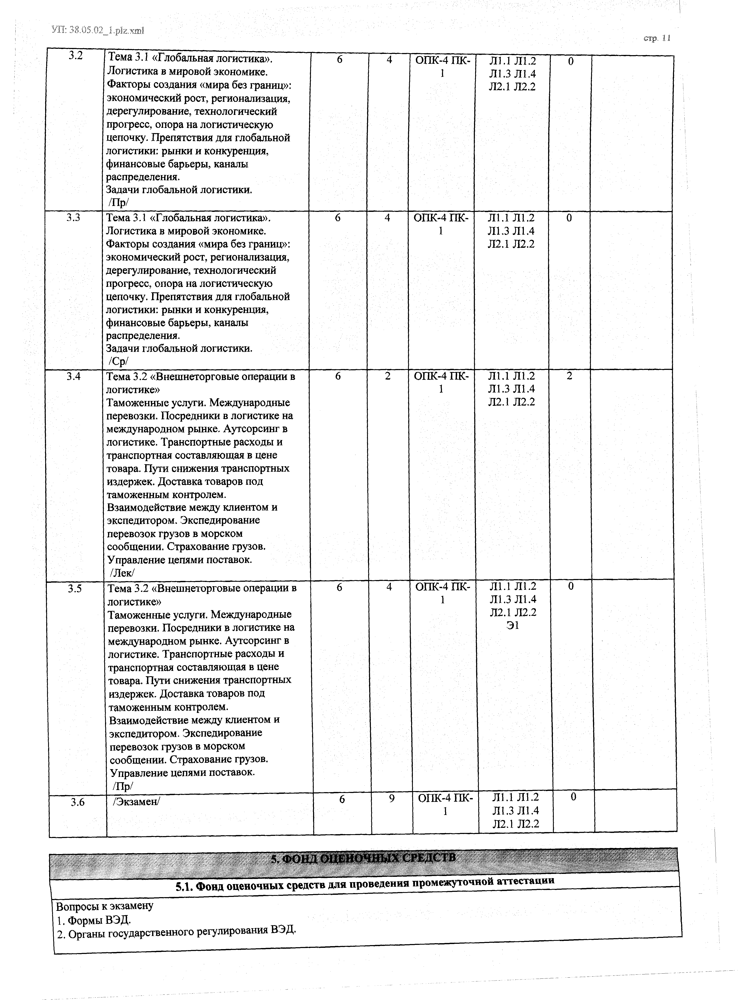 УП: 38.05.02_1.plz.xml
стр. 11
3.2 Тема 3.1 «Глобальная логистика». 6 4 ОПК-4 ПК- Л1.1 Л1.2 0
Логистика в мировой экономике. 1 Л1.3 Л1.4
Факторы создания «мира без границ»: Л2.1 Л2.2
экономический рост, регионализация,
дерегулирование, технологический
прогресс, опора на логистическую
цепочку. Препятствия для глобальной
логистики: рынки и конкуренция,
финансовые барьеры, каналы
распределения.
Задачи глобальной логистики.
/Пр/
3.3 Тема 3.1 «Глобальная логистика». 6 4 ОПК-4 ПК- Л1.1 Л1.2 0
Логистика в мировой экономике. 1 Л1.3 Л1.4
Факторы создания «мира без границ»: Л2.1 Л2.2
экономический рост, регионализация,
дерегулирование, технологический
прогресс, опора на логистическую
цепочку. Препятствия для глобальной
логистики: рынки и конкуренция,
финансовые барьеры, каналы
распределения.
Задачи глобальной логистики.
/Ср/
3.4 Тема 3.2 «Внешнеторговые операции в 6 2 ОПК-4 ПК- Л1.1 Л1.2 2
логистике» 1 Л1.3 Л1.4
Таможенные услуги. Международные Л2.1 Л2.2
перевозки. Посредники в логистике на
международном рынке. Аутсорсинг в
логистике. Транспортные расходы и
транспортная составляющая в цене
товара. Пути снижения транспортных
издержек. Доставка товаров под
таможенным контролем.
Взаимодействие между клиентом и
экспедитором. Экспедирование
перевозок грузов в морском
сообщении. Страхование грузов.
Управление цепями поставок.
/Лек/
3.5 Тема 3.2 «Внешнеторговые операции в 6 4 ОПК-4 ПК- Л1.1 Л1.2 0
логистике» 1 Л1.3 Л1.4
Таможенные услуги. Международные Л2.1 Л2.2
перевозки. Посредники в логистике на Э1
международном рынке. Аутсорсинг в
логистике. Транспортные расходы и
транспортная составляющая в цене
товара. Пути снижения транспортных
издержек. Доставка товаров под
таможенным контролем.
Взаимодействие между клиентом и
экспедитором. Экспедирование
перевозок грузов в морском
сообщении. Страхование грузов.
Управление цепями поставок.
/Пр/
3.6 /Экзамен/ 6 9 ОПК-4 ПК- Л1.1 Л1.2 0
1 Л1.3 Л1.4
Л2.1 Л2.2
5. ФОНД ОЦЕНОЧНЫХ СРЕДСТВ
5.1. Фонд оценочных средств для проведения промежуточной аттестации
Вопросы к экзамену
1. Формы ВЭД.
2. Органы государственного регулирования ВЭД.